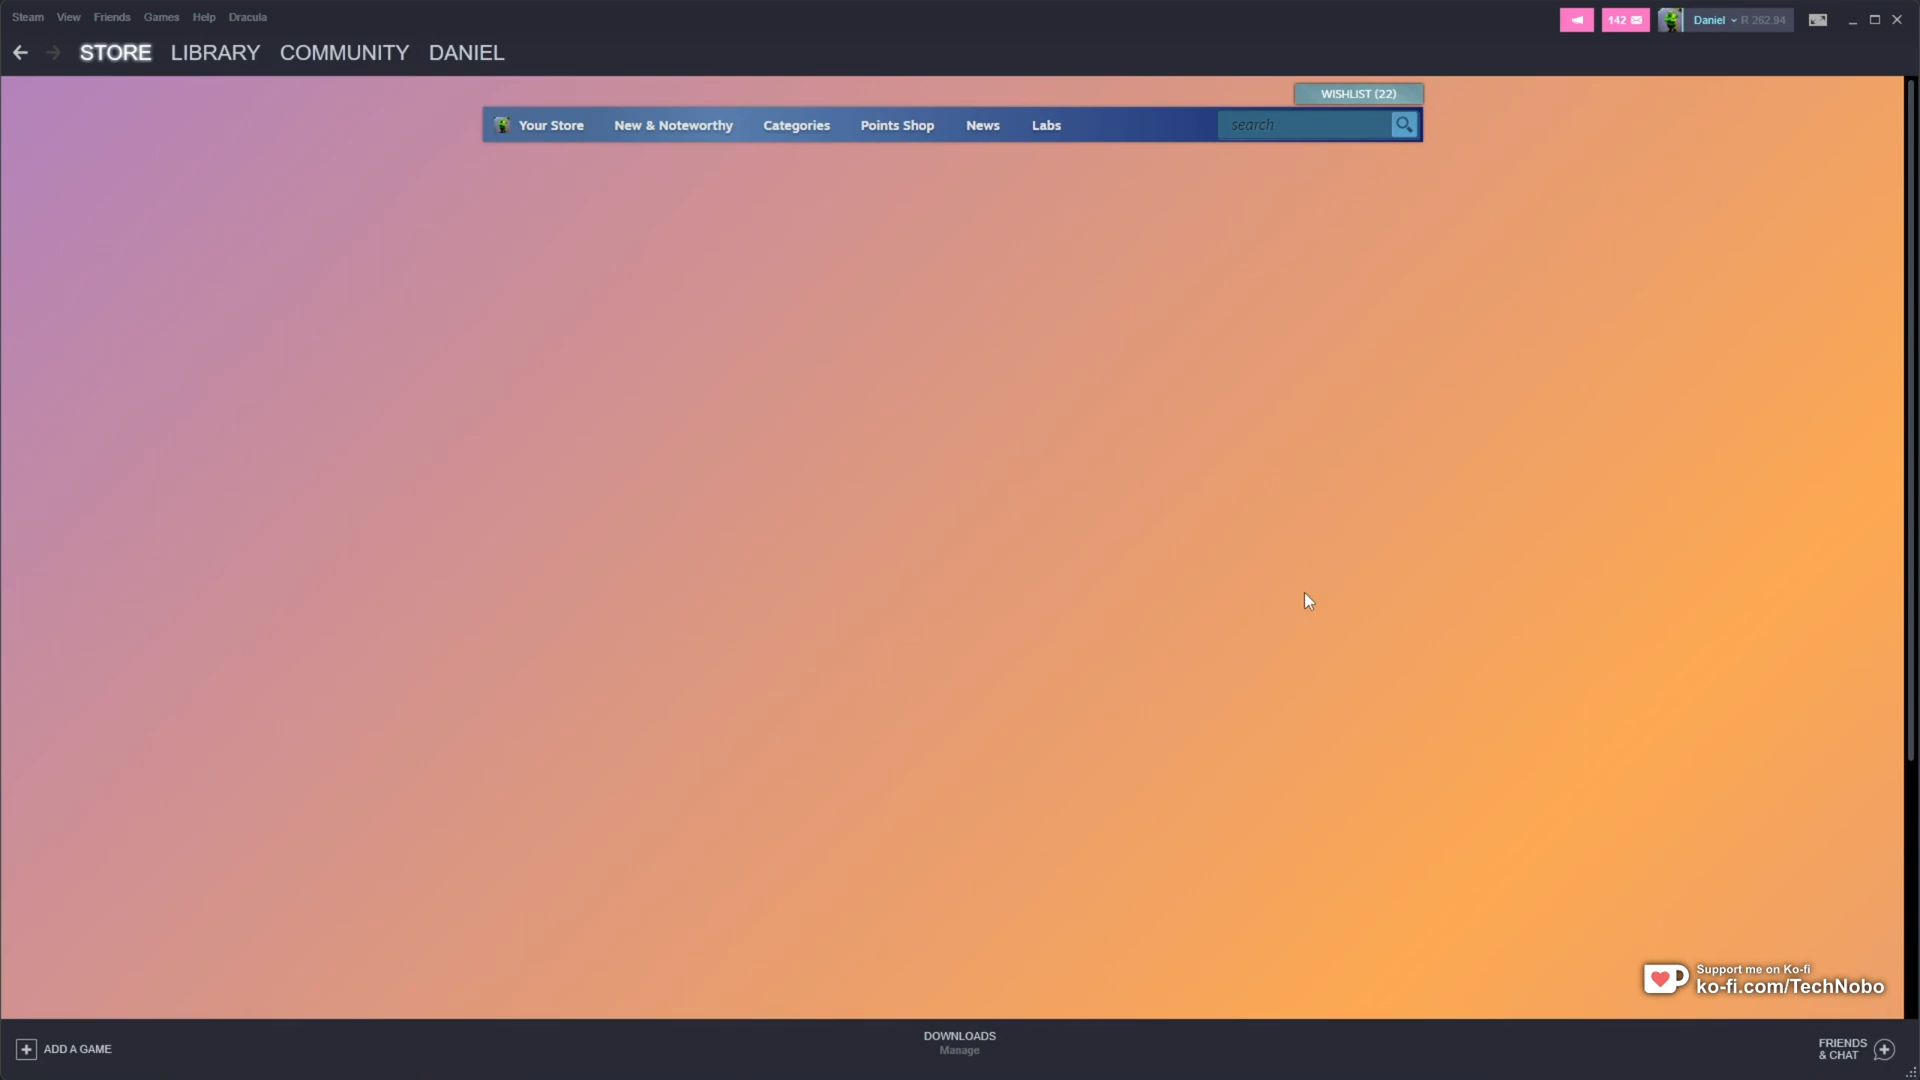 Steam View Friends Games Help Dracula
142
Daniel R 262.94
STORE LIBRARY COMMUNITY DANIEL
WISHLIST (22)
Your Store New & Noteworthy Categories Points Shop News Labs
search
Support me on Ko-fi
ko-fi.com/TechNobo
ADD A GAME
DOWNLOADS
Manage
FRIENDS
& CHAT